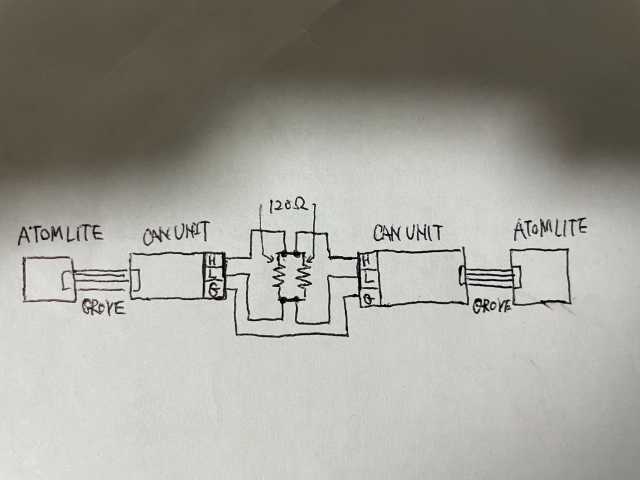 120Ω
ATOM LITE
CAN UNIT
CAN UNIT
ATOM LITE
H
L
G
H
L
G
GROVE
GROVE